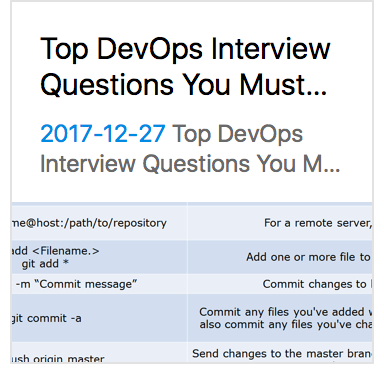 Top DevOps Interview
Questions You Must...
2017-12-27 Top DevOps
Interview Questions You M...
me@host:/path/to/repository
For a remote server,
add <Filename.>
git add *
Add one or more file to
-m “Commit message”
Commit changes to
git commit -a
Commit any files you've added
also commit any files you've cha
ush origin master
Send changes to the master bran